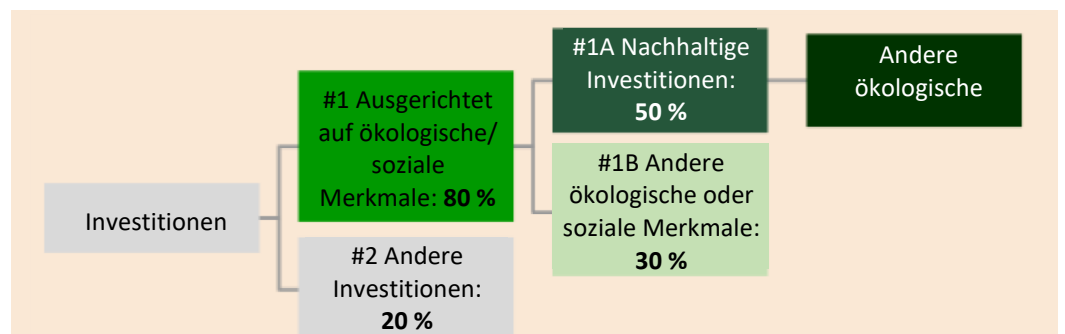 Investitionen
#1 Ausgerichtet
auf ökologische/
soziale
Merkmale: 80 %
#2 Andere
Investitionen:
20 %
#1A Nachhaltige
Investitionen:
50 %
#1B Andere
ökologische oder
soziale Merkmale:
30 %
Andere
ökologische